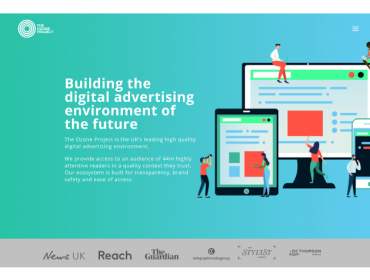 THE
OZONE
PROJECT
Building the
digital advertising
environment of
the future
The Ozone Project is the UK's leading high quality
digital advertising environment.
We provide access to an audience of 44m highly
attentive readers in a quality context they trust.
Our ecosystem is built for transparency, brand
safety and ease of access.
News UK
Reach
The
Guardian
telegraphmediagroup
THE
STYLIST
GROUP
DC THOMSON